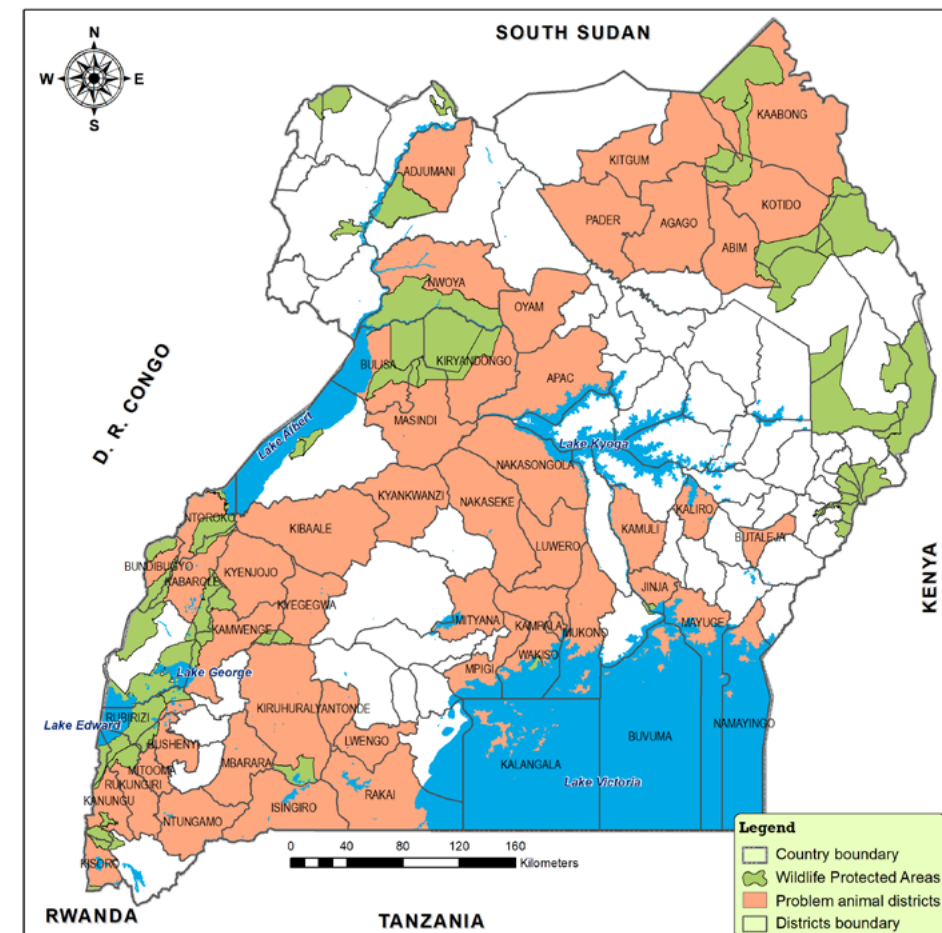 SOUTH SUDAN
N
W
E
S
KAABONG
KITGUM
ADJUMANI
KOTIDO
PADER
AGAGO
ABIM
NWOYA
OYAM
D. R. CONGO
BULISA
KIRYANDONGO
APAC
MASINDI
Lake Albert
Lake Kyoga
NAKASONGOLA
KYANKWANZI
NAKASEKE
NTOROKO
KIBAALE
KALIRO
KAMULI
BUTALEJA
LUWERO
BUNDIBUGYO
KABAROLE
KYENJOJO
KENYA
KYEGEGWA
JINJA
KAMWENGE
MITYANA
KAMPALA
MUKONO
MAYUGE
WAKISO
MPIGI
Lake George
KIRUHURALYANTONDE
Lake Edward
RUBIRIZI
BUSHENYI
LWENGO
BUVUMA
NAMAYINGO
MBARARA
KALANGALA
MITOOMA
RUKUNGIRI
Lake Victoria
KANUNGU
RAKAI
ISINGIRO
NTUNGAMO
KISORO
0 40 80 120 160
Kilometers
Legend
Country boundary
Wildlife Protected Areas
Problem animal districts
Districts boundary
RWANDA
TANZANIA